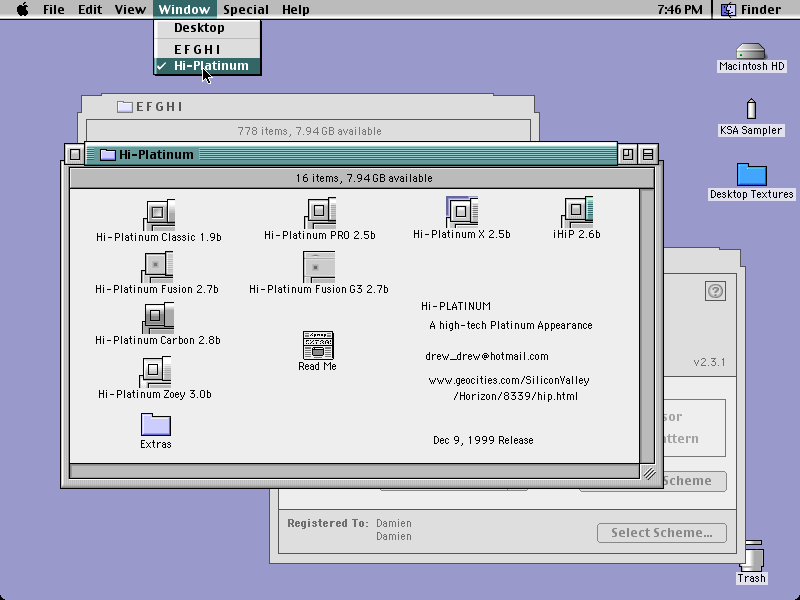 File Edit View Window Special Help 7:46 PM Finder
Desktop
E F G H I
✓ Hi-Platinum
Macintosh HD
KSA Sampler
Desktop Textures
E F G H I
778 items, 7.94 GB available
Hi-Platinum
16 items, 7.94 GB available
Hi-Platinum Classic 1.9b
Hi-Platinum PRO 2.5b
Hi-Platinum X 2.5b
iHiP 2.6b
Hi-Platinum Fusion 2.7b
Hi-Platinum Fusion G3 2.7b
Hi-PLATINUM
A high-tech Platinum Appearance
Hi-Platinum Carbon 2.8b
Read Me
drew_drew@hotmail.com
www.geocities.com/SiliconValley
/Horizon/8339/hip.html
Hi-Platinum Zoey 3.0b
Extras
Dec 9, 1999 Release
?
v2.3.1
sor
attern
Scheme
Registered To: Damien
Damien
Select Scheme...
Trash